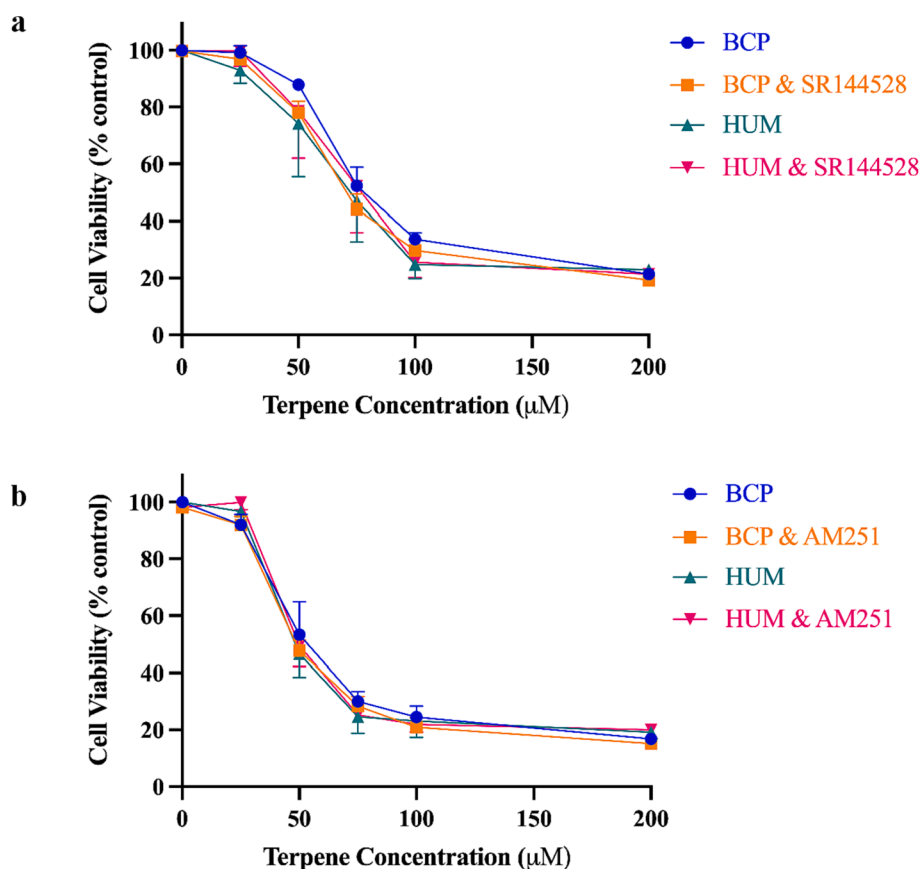 a
Cell Viability (% control)
100
80
60
40
20
0
0 50 100 150 200
Terpene Concentration (μM)
BCP
BCP & SR144528
HUM
HUM & SR144528
b
Cell Viability (% control)
100
80
60
40
20
0
0 50 100 150 200
Terpene Concentration (μM)
BCP
BCP & AM251
HUM
HUM & AM251